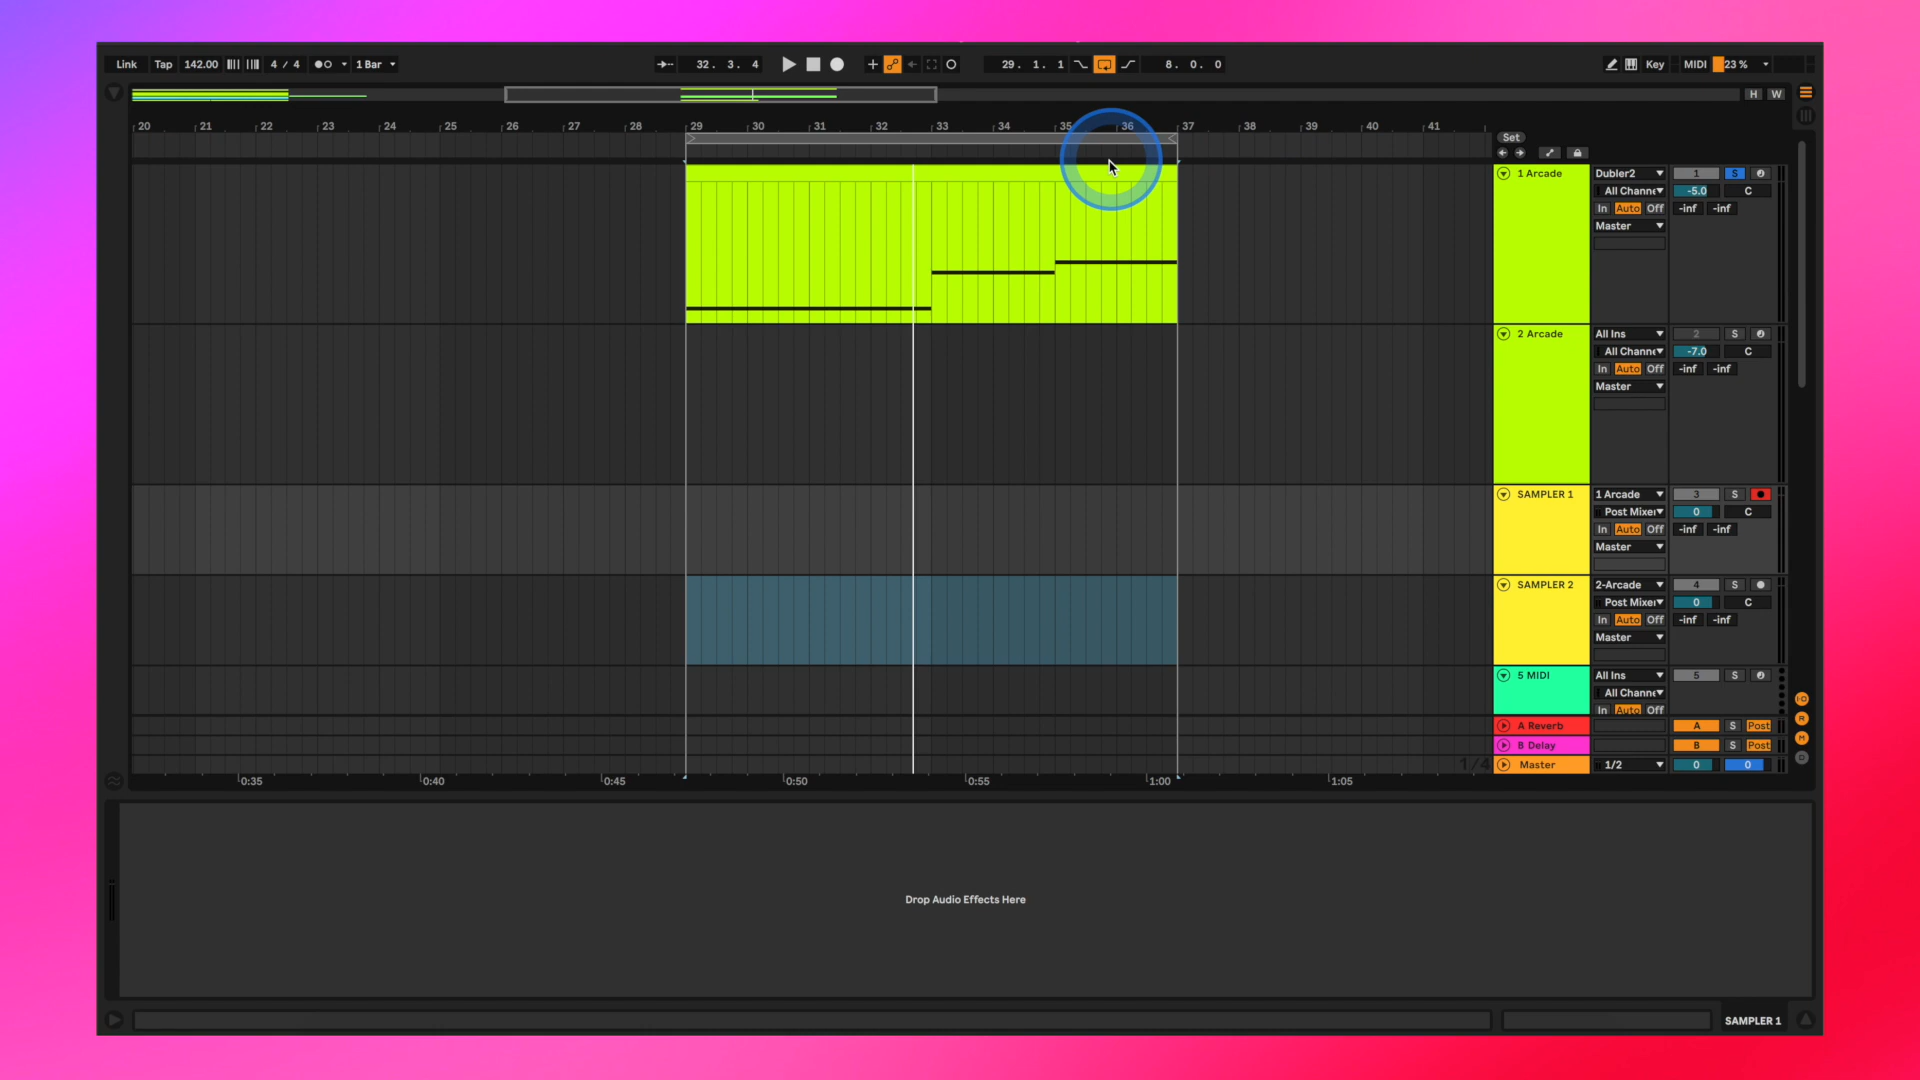 Link Tap 142.00 4 / 4 1 Bar 32. 3. 4 29. 1. 1 8. 0. 0 Key MIDI 23 %
H W
20 21 22 23 24 25 26 27 28 29 30 31 32 33 34 35 36 37 38 39 40 41
Set
1 Arcade Dubler2 1 S
All Channe -5.0 C
In Auto Off -inf -inf
Master
2 Arcade All Ins 2 S
All Channe -7.0 C
In Auto Off -inf -inf
Master
SAMPLER 1 1 Arcade 3 S
Post Mixer 0 C
In Auto Off -inf -inf
Master
SAMPLER 2 2-Arcade 4 S
Post Mixer 0 C
In Auto Off -inf -inf
Master
5 MIDI All Ins 5 S
All Channe
In Auto Off
A Reverb A S Post
B Delay B S Post
1/4 Master 1/2 0 0
R
M
D
0:35 0:40 0:45 0:50 0:55 1:00 1:05
Drop Audio Effects Here
SAMPLER 1